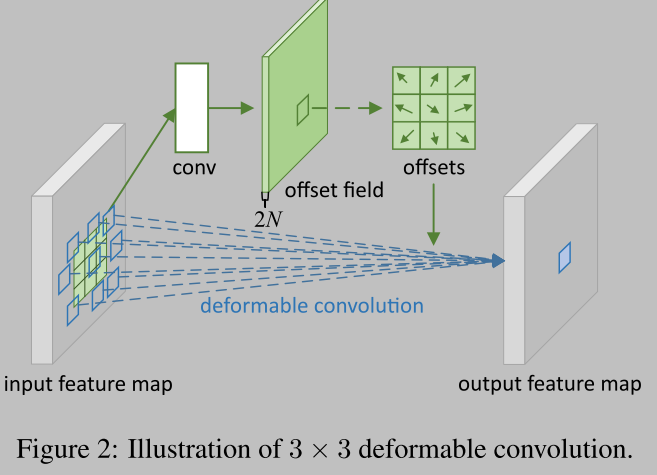 conv
offset field
offsets
2N
deformable convolution
input feature map
output feature map
Figure 2: Illustration of 3 × 3 deformable convolution.